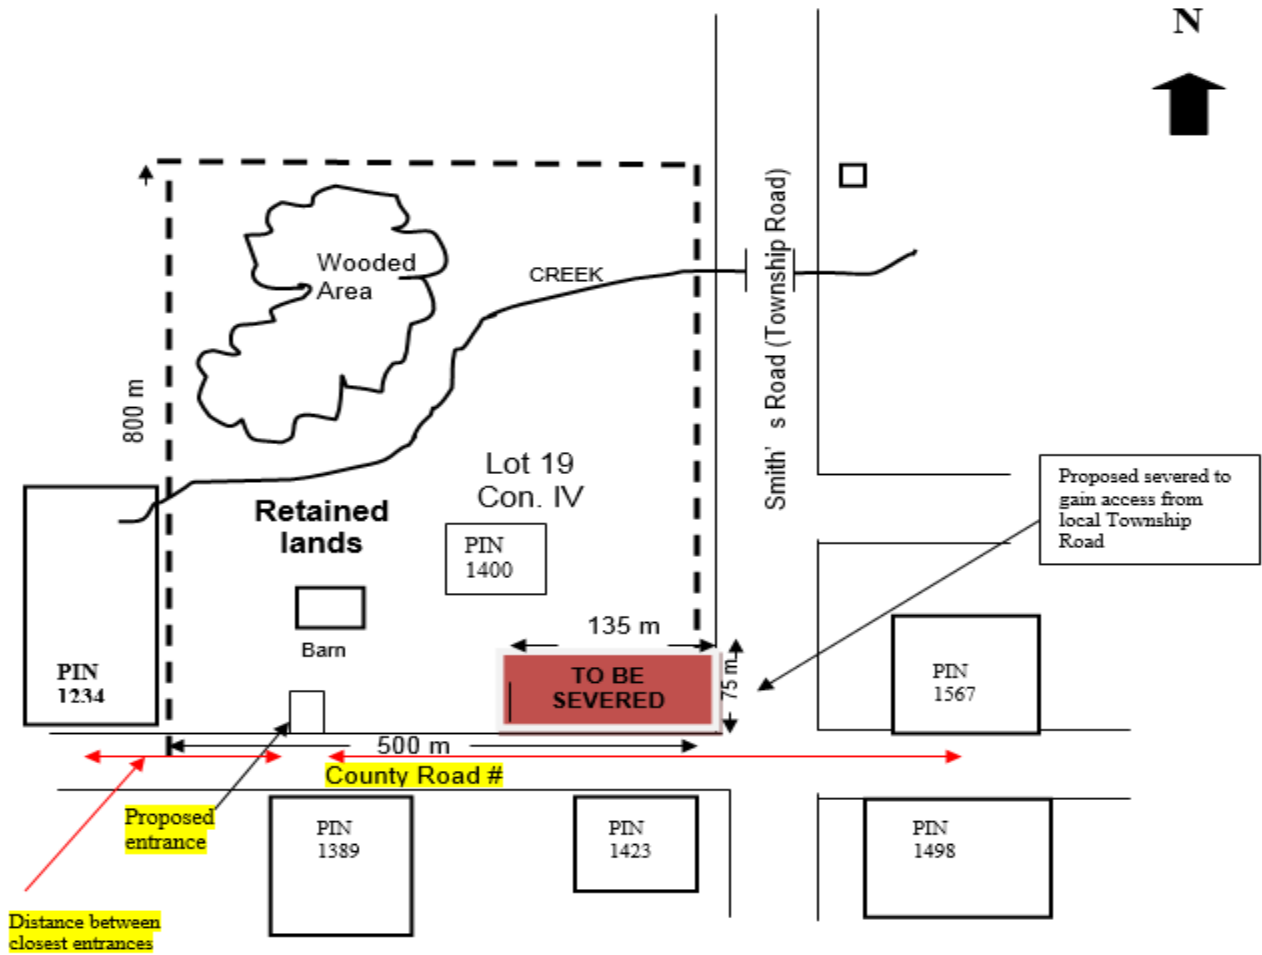 N
Wooded
Area
CREEK
Smith' s Road (Township Road)
800 m
Lot 19
Con. IV
Retained
lands
PIN
1400
Proposed severed to
gain access from
local Township
Road
Barn
135 m
PIN
1234
TO BE
SEVERED
75 m
PIN
1567
500 m
County Road #
Proposed
entrance
PIN
1389
PIN
1423
PIN
1498
Distance between
closest entrances